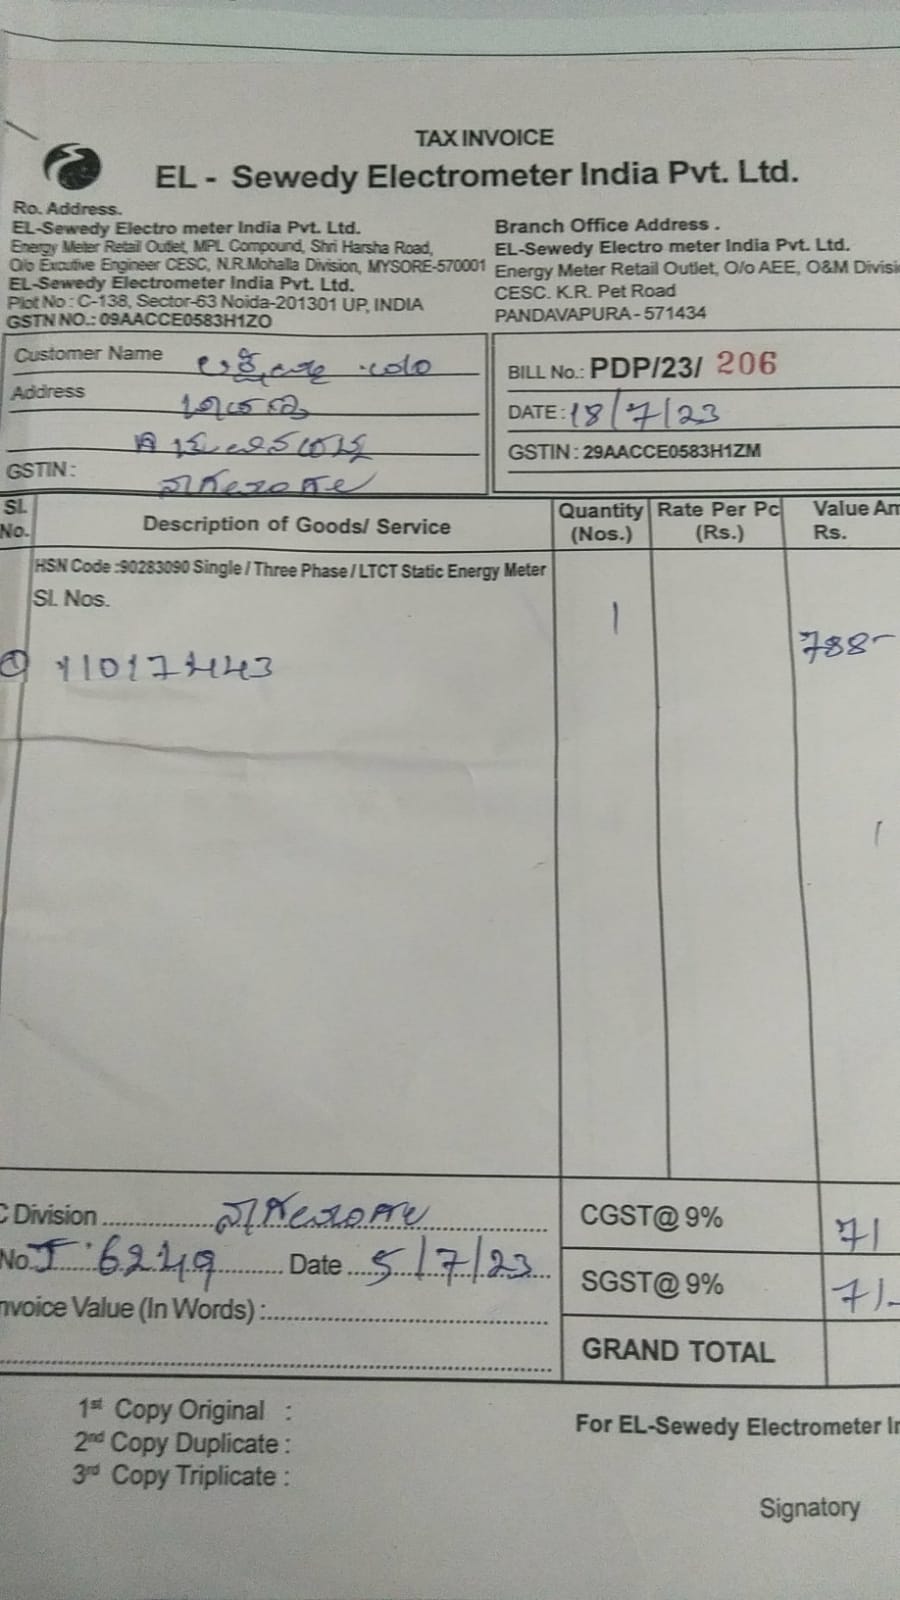 TAX INVOICE
EL - Sewedy Electrometer India Pvt. Ltd.
Ro. Address.
EL-Sewedy Electro meter India Pvt. Ltd.
Energy Meter Retail Outlet, MPL Compound, Shri Harsha Road,
O/o Excutive Engineer CESC, N.R.Mohalla Division, MYSORE-570001
EL-Sewedy Electrometer India Pvt. Ltd.
Plot No : C-138, Sector-63 Noida-201301 UP, INDIA
GSTN NO.: 09AACCE0583H1ZO
Branch Office Address .
EL-Sewedy Electro meter India Pvt. Ltd.
Energy Meter Retail Outlet, O/o AEE, O&M Divisi
CESC. K.R. Pet Road
PANDAVAPURA - 571434
Customer Name
Address
GSTIN :
BILL No.: PDP/23/ 206
DATE : 18/7/23
GSTIN : 29AACCE0583H1ZM
Sl. No. Description of Goods/ Service Quantity (Nos.) Rate Per Pc (Rs.) Value Am Rs.
HSN Code :90283090 Single / Three Phase / LTCT Static Energy Meter
Sl. Nos.
1
788-
C Division
No J 6249 Date 5/7/23
nvoice Value (In Words) :
CGST@ 9% 71
SGST@ 9% 71-
GRAND TOTAL
1st Copy Original :
2nd Copy Duplicate :
3rd Copy Triplicate :
For EL-Sewedy Electrometer In
Signatory